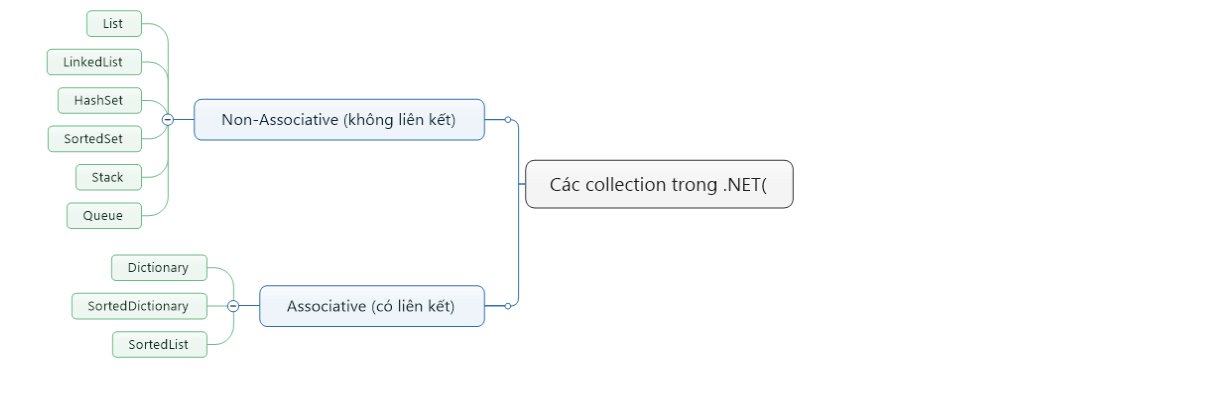 List
LinkedList
HashSet
SortedSet
Stack
Queue
Non-Associative (không liên kết)
Các collection trong .NET(
Dictionary
SortedDictionary
SortedList
Associative (có liên kết)